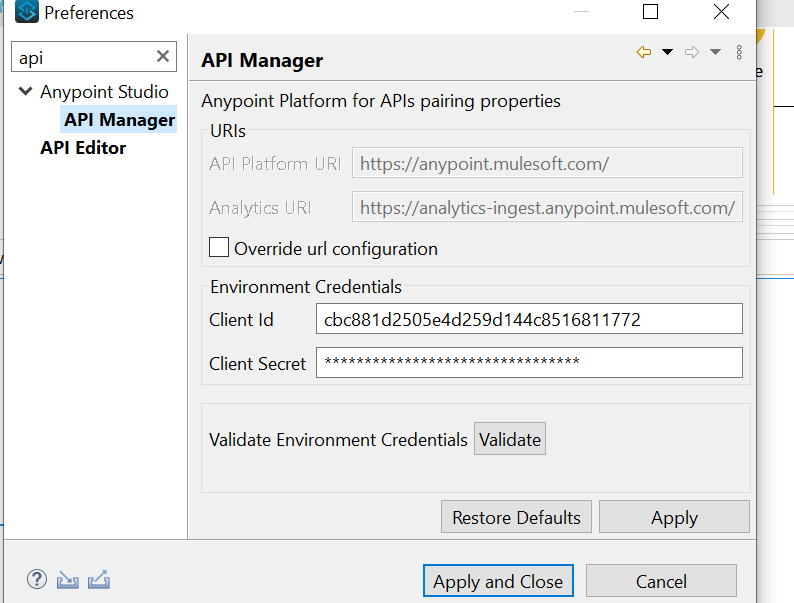 Preferences
api
Anypoint Studio
API Manager
API Editor
API Manager
Anypoint Platform for APIs pairing properties
URIs
API Platform URI https://anypoint.mulesoft.com/
Analytics URI https://analytics-ingest.anypoint.mulesoft.com/
Override url configuration
Environment Credentials
Client Id cbc881d2505e4d259d144c8516811772
Client Secret ********************************
Validate Environment Credentials Validate
Restore Defaults Apply
Apply and Close Cancel